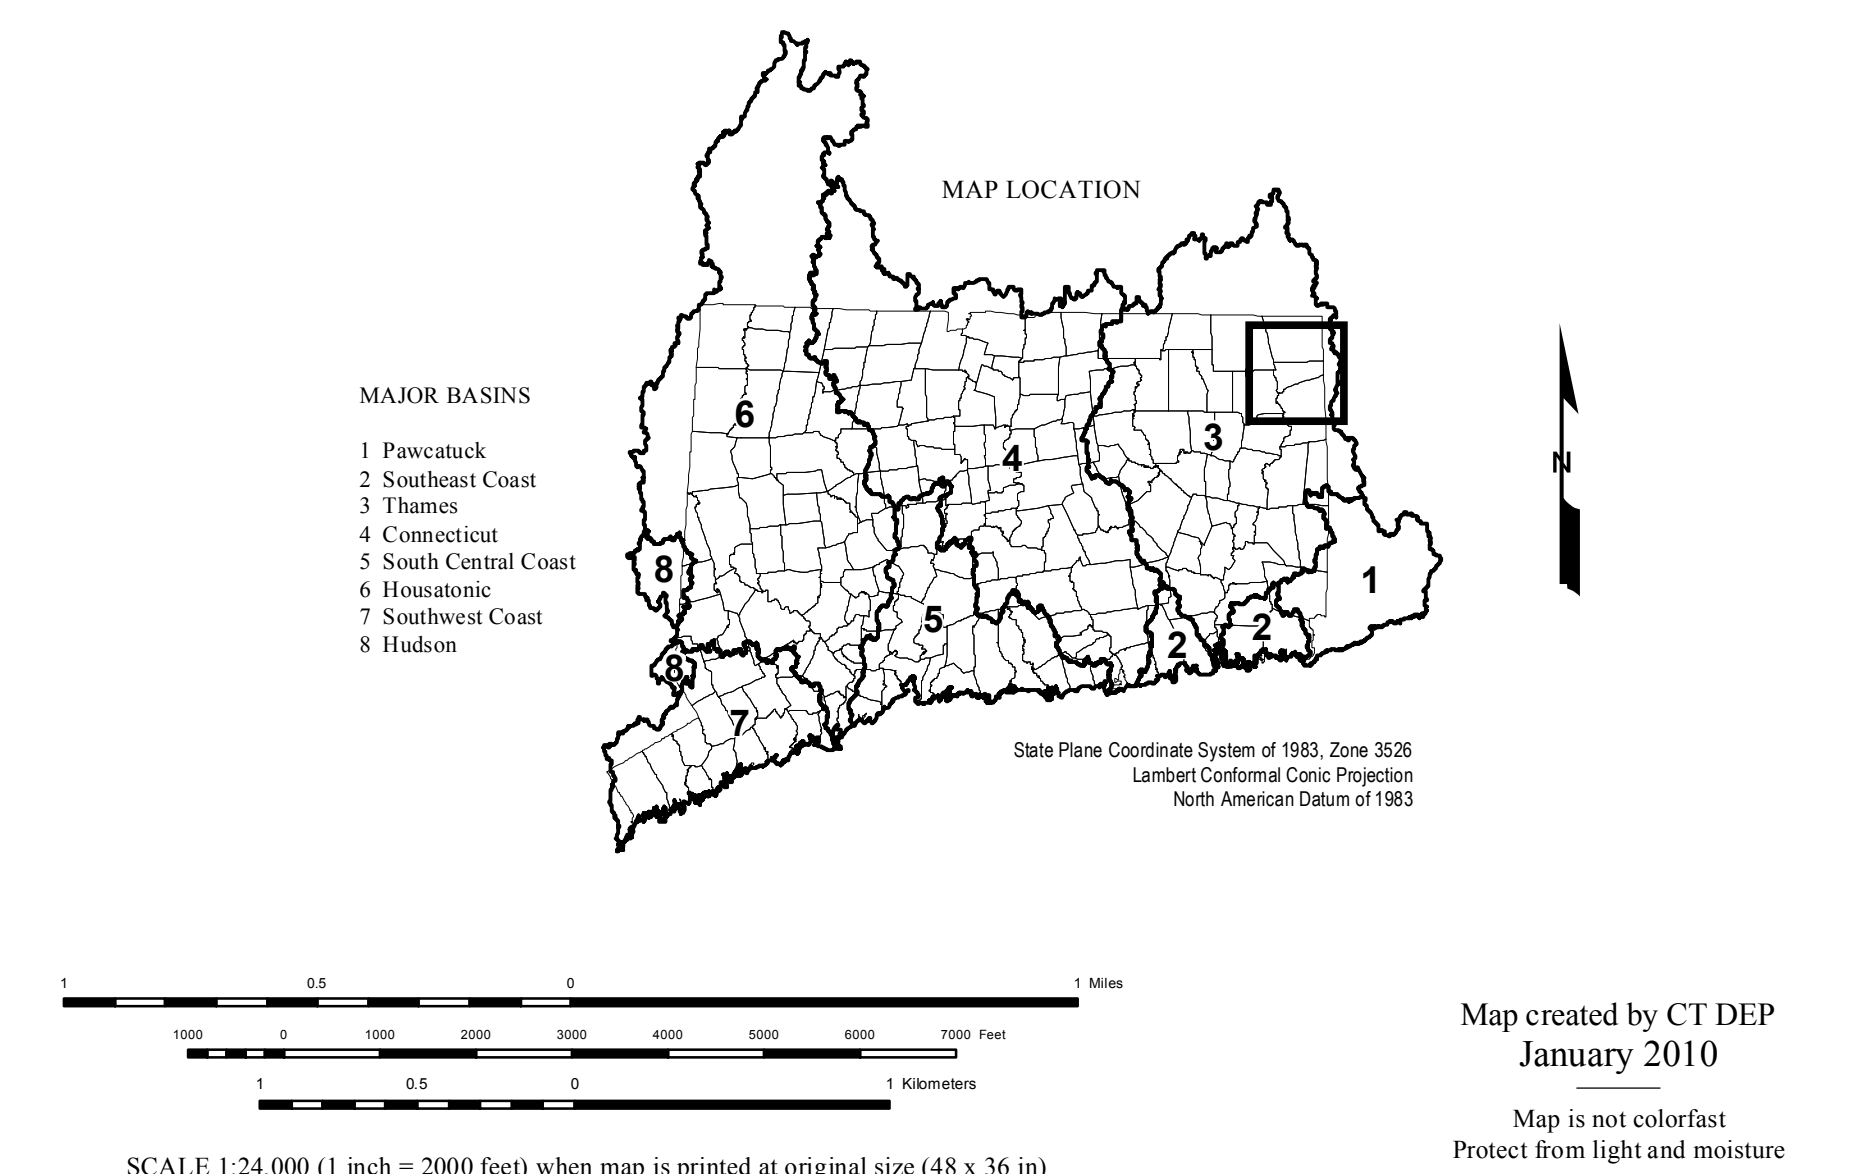 MAP LOCATION
MAJOR BASINS
1 Pawcatuck
2 Southeast Coast
3 Thames
4 Connecticut
5 South Central Coast
6 Housatonic
7 Southwest Coast
8 Hudson
6
4
3
8
5
2
2
1
8
7
N
State Plane Coordinate System of 1983, Zone 3526
Lambert Conformal Conic Projection
North American Datum of 1983
1 0.5 0 1 Miles
1000 0 1000 2000 3000 4000 5000 6000 7000 Feet
1 0.5 0 1 Kilometers
SCALE 1:24,000 (1 inch = 2000 feet) when map is printed at original size (48 x 36 in)
Map created by CT DEP
January 2010
Map is not colorfast
Protect from light and moisture